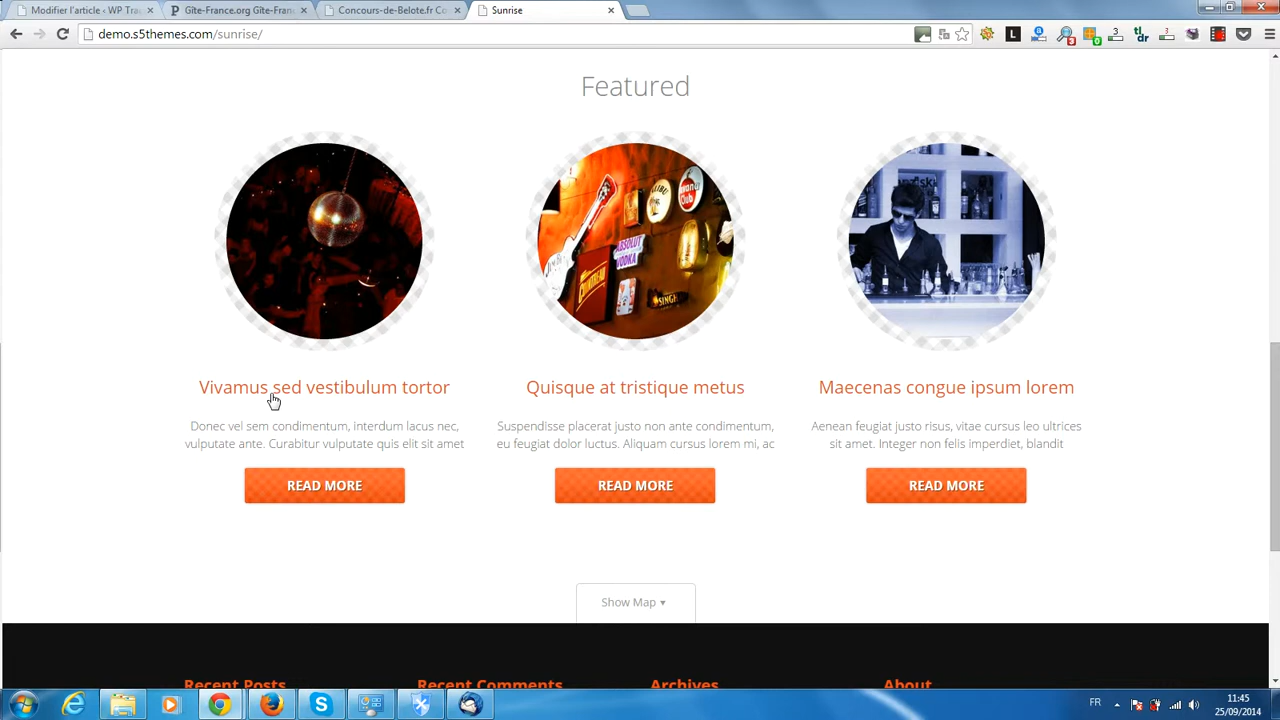 Modifier l'article ‹ WP Tra
Gîte-France.org Gîte-Fran
Concours-de-Belote.fr Co
Sunrise
demo.s5themes.com/sunrise/
Featured
Vivamus sed vestibulum tortor
Donec vel sem condimentum, interdum lacus nec,
vulputate ante. Curabitur vulputate quis elit sit amet
READ MORE
Quisque at tristique metus
Suspendisse placerat justo non ante condimentum,
eu feugiat dolor luctus. Aliquam cursus lorem mi, ac
READ MORE
Maecenas congue ipsum lorem
Aenean feugiat justo risus, vitae cursus leo ultrices
sit amet. Integer non felis imperdiet, blandit
READ MORE
Show Map ▾
Recent Posts
Recent Comments
Archives
About
FR
11:45
25/09/2014